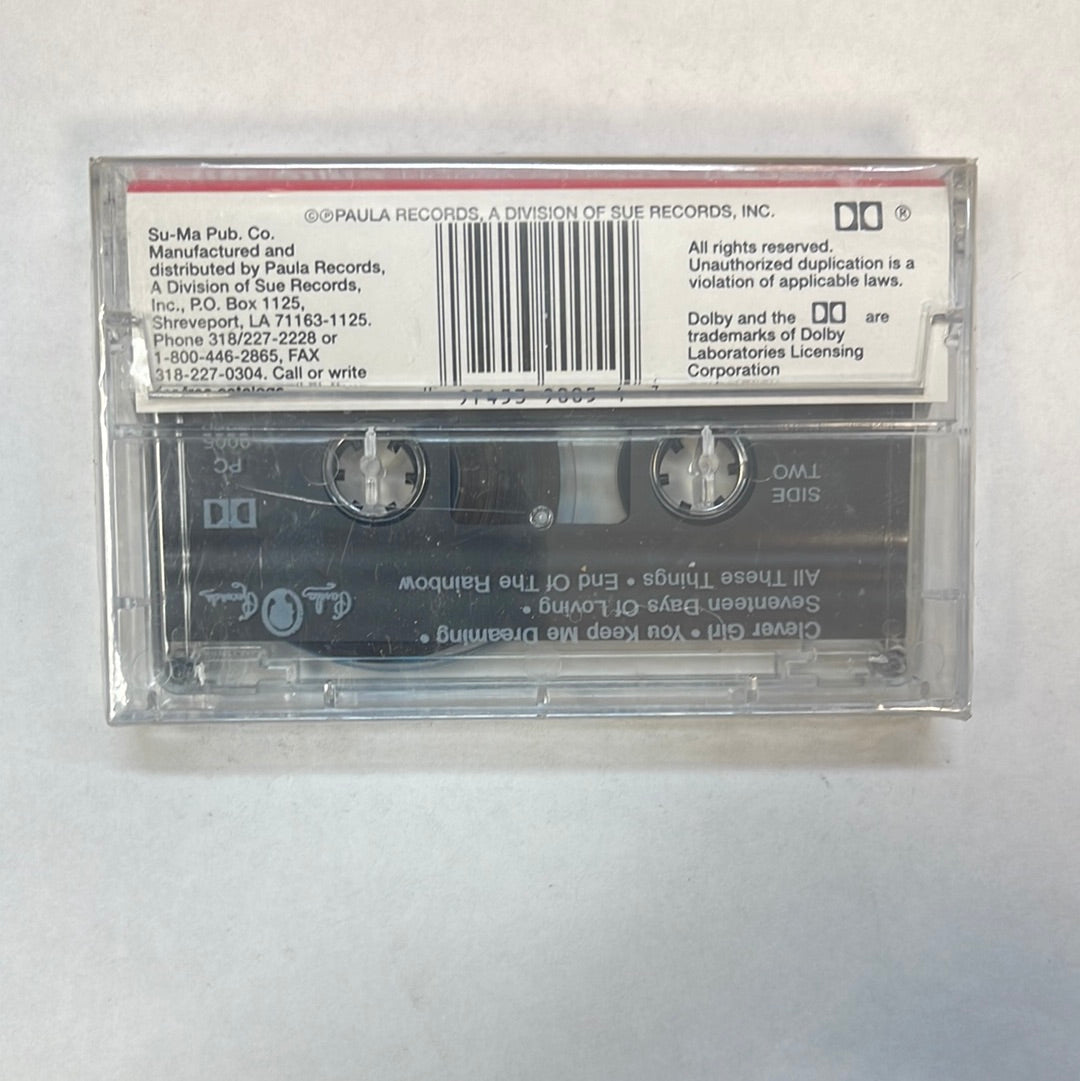 ©℗PAULA RECORDS, A DIVISION OF SUE RECORDS, INC.
®
Su-Ma Pub. Co.
Manufactured and
distributed by Paula Records,
A Division of Sue Records,
Inc., P.O. Box 1125,
Shreveport, LA 71163-1125.
Phone 318/227-2228 or
1-800-446-2865, FAX
318-227-0304. Call or write
All rights reserved.
Unauthorized duplication is a
violation of applicable laws.
Dolby and the are
trademarks of Dolby
Laboratories Licensing
Corporation
SIDE
TWO
PC
Clever Girl • You Keep Me Dreaming •
Seventeen Days Of Loving •
All These Things • End Of The Rainbow
Paula Records